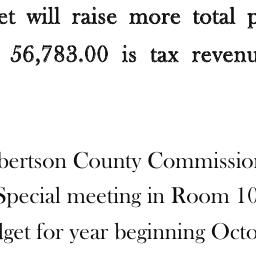 et will raise more total p
56,783.00 is tax revenu
bertson County Commission
Special meeting in Room 10
dget for year beginning Octo